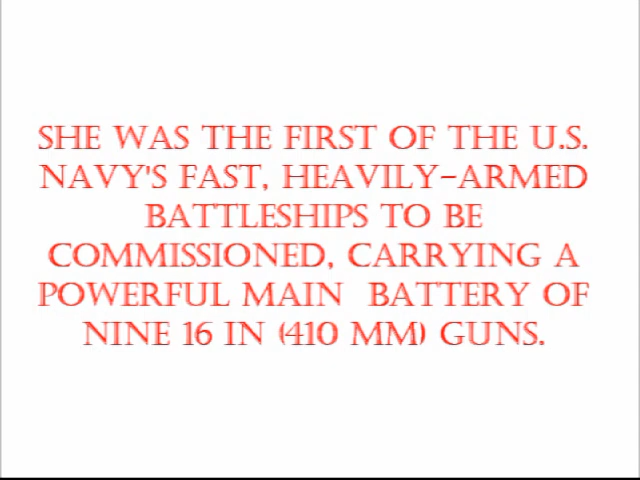 SHE WAS THE FIRST OF THE U.S.
NAVY'S FAST, HEAVILY-ARMED
BATTLESHIPS TO BE
COMMISSIONED, CARRYING A
POWERFUL MAIN BATTERY OF
NINE 16 IN (410 MM) GUNS.